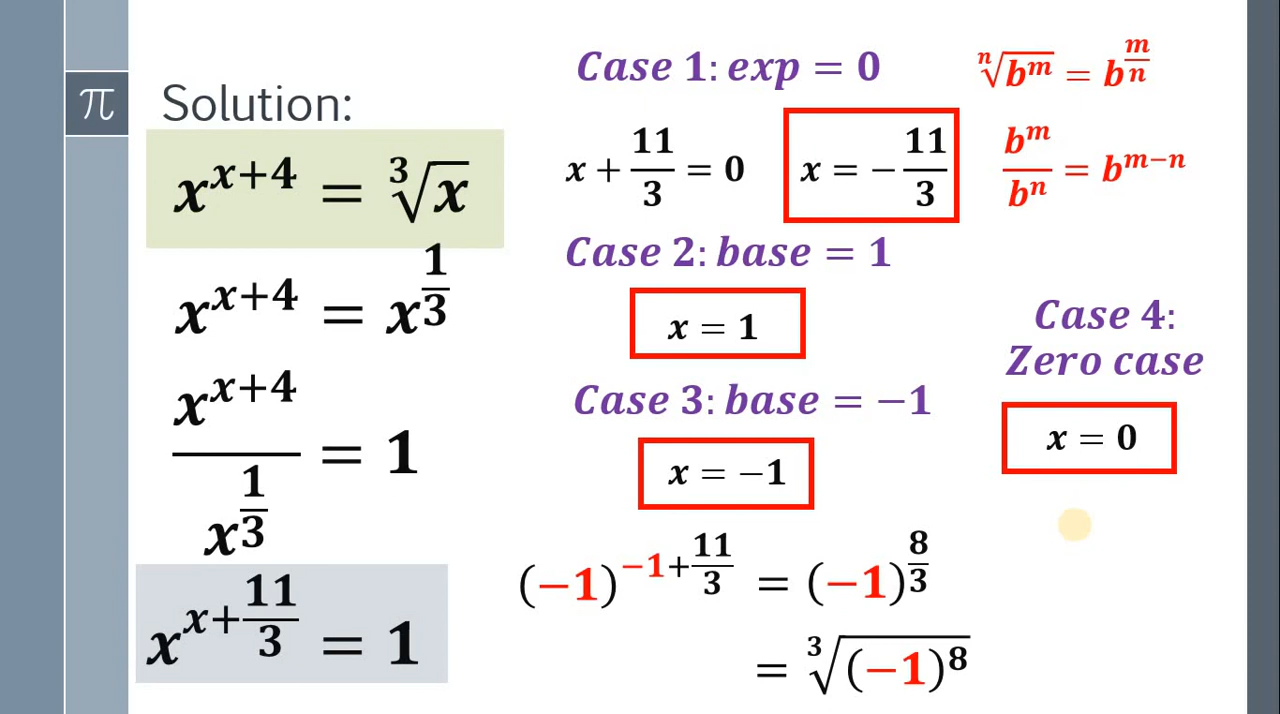 π
Solution:
x^{x+4} = ∛x
x^{x+4} = x^{1/3}
x^{x+4} / x^{1/3} = 1
x^{x+11/3} = 1
Case 1: exp = 0
x + 11/3 = 0
x = −11/3
Case 2: base = 1
x = 1
Case 3: base = −1
x = −1
(−1)^{−1+11/3} = (−1)^{8/3}
= ∛(−1)^8
ⁿ√b^m = b^{m/n}
b^m / b^n = b^{m−n}
Case 4:
Zero case
x = 0